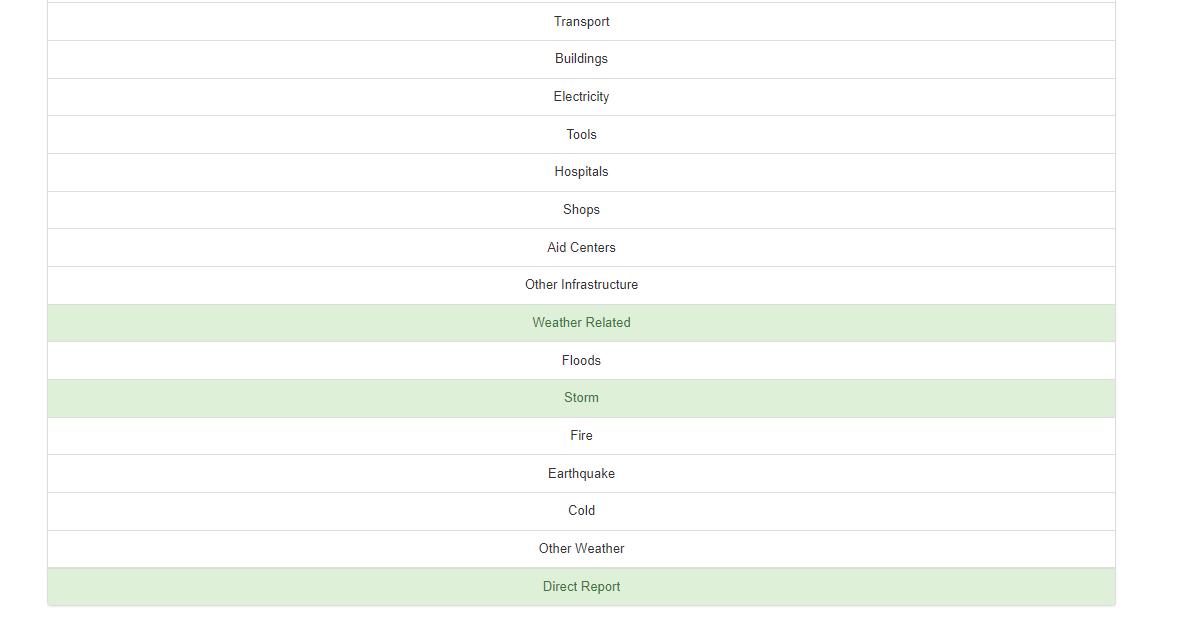 Transport
Buildings
Electricity
Tools
Hospitals
Shops
Aid Centers
Other Infrastructure
Weather Related
Floods
Storm
Fire
Earthquake
Cold
Other Weather
Direct Report